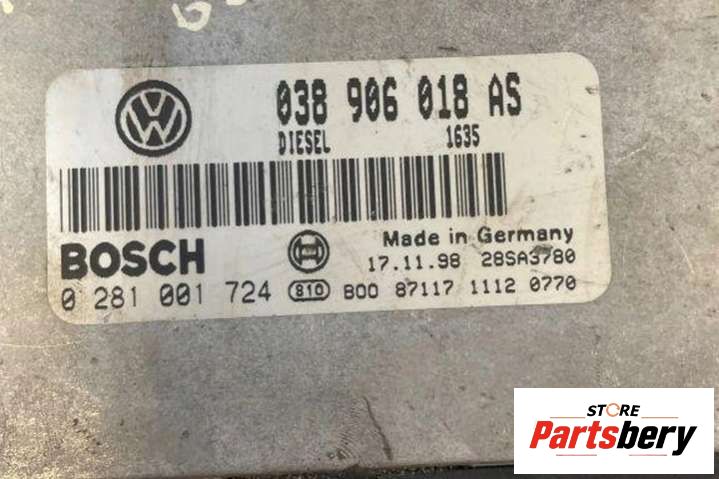 038 906 018 AS
DIESEL 1635
BOSCH
Made in Germany
17.11.98 28SA3780
0 281 001 724 810 B00 87117 1112 0770
STORE
Partsbery